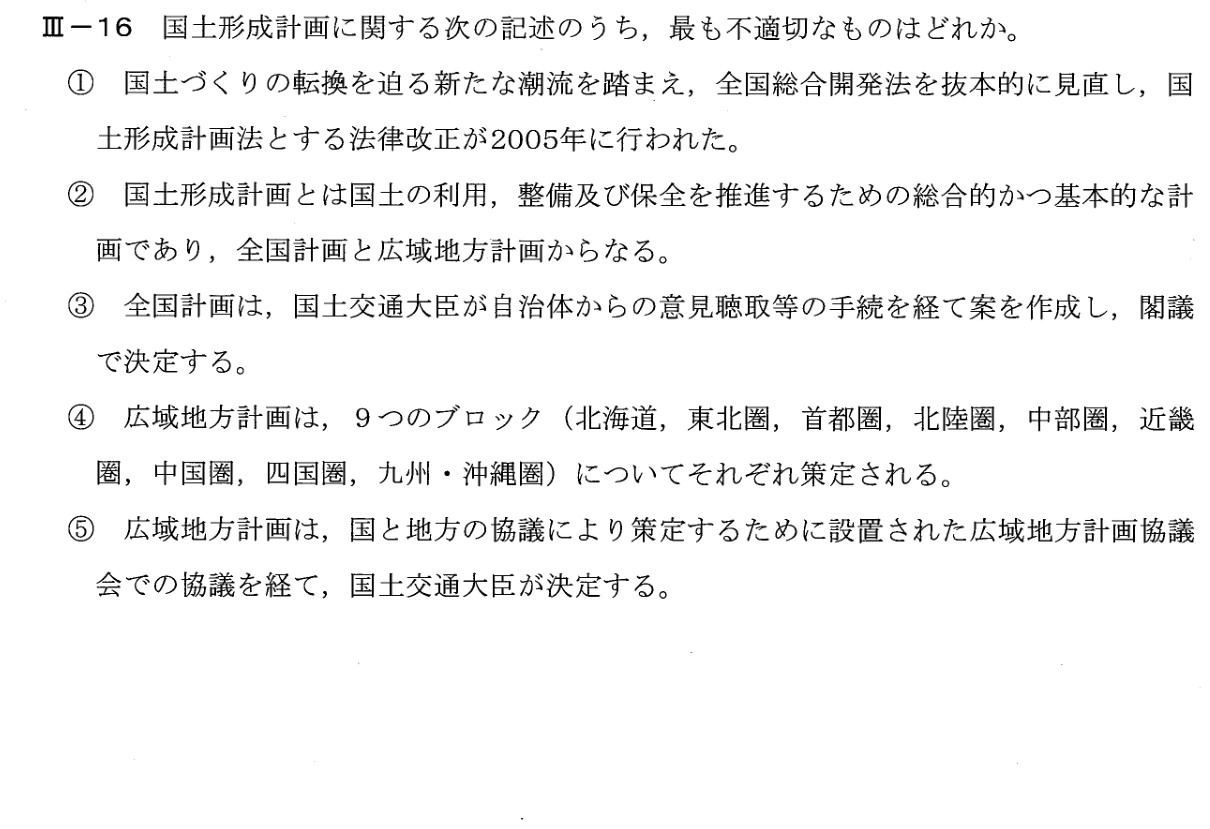 Ⅲ－16　国土形成計画に関する次の記述のうち，最も不適切なものはどれか。
①　国土づくりの転換を迫る新たな潮流を踏まえ，全国総合開発法を抜本的に見直し，国
土形成計画法とする法律改正が2005年に行われた。
②　国土形成計画とは国土の利用，整備及び保全を推進するための総合的かつ基本的な計
画であり，全国計画と広域地方計画からなる。
③　全国計画は，国土交通大臣が自治体からの意見聴取等の手続を経て案を作成し，閣議
で決定する。
④　広域地方計画は，９つのブロック（北海道，東北圏，首都圏，北陸圏，中部圏，近畿
圏，中国圏，四国圏，九州・沖縄圏）についてそれぞれ策定される。
⑤　広域地方計画は，国と地方の協議により策定するために設置された広域地方計画協議
会での協議を経て，国土交通大臣が決定する。